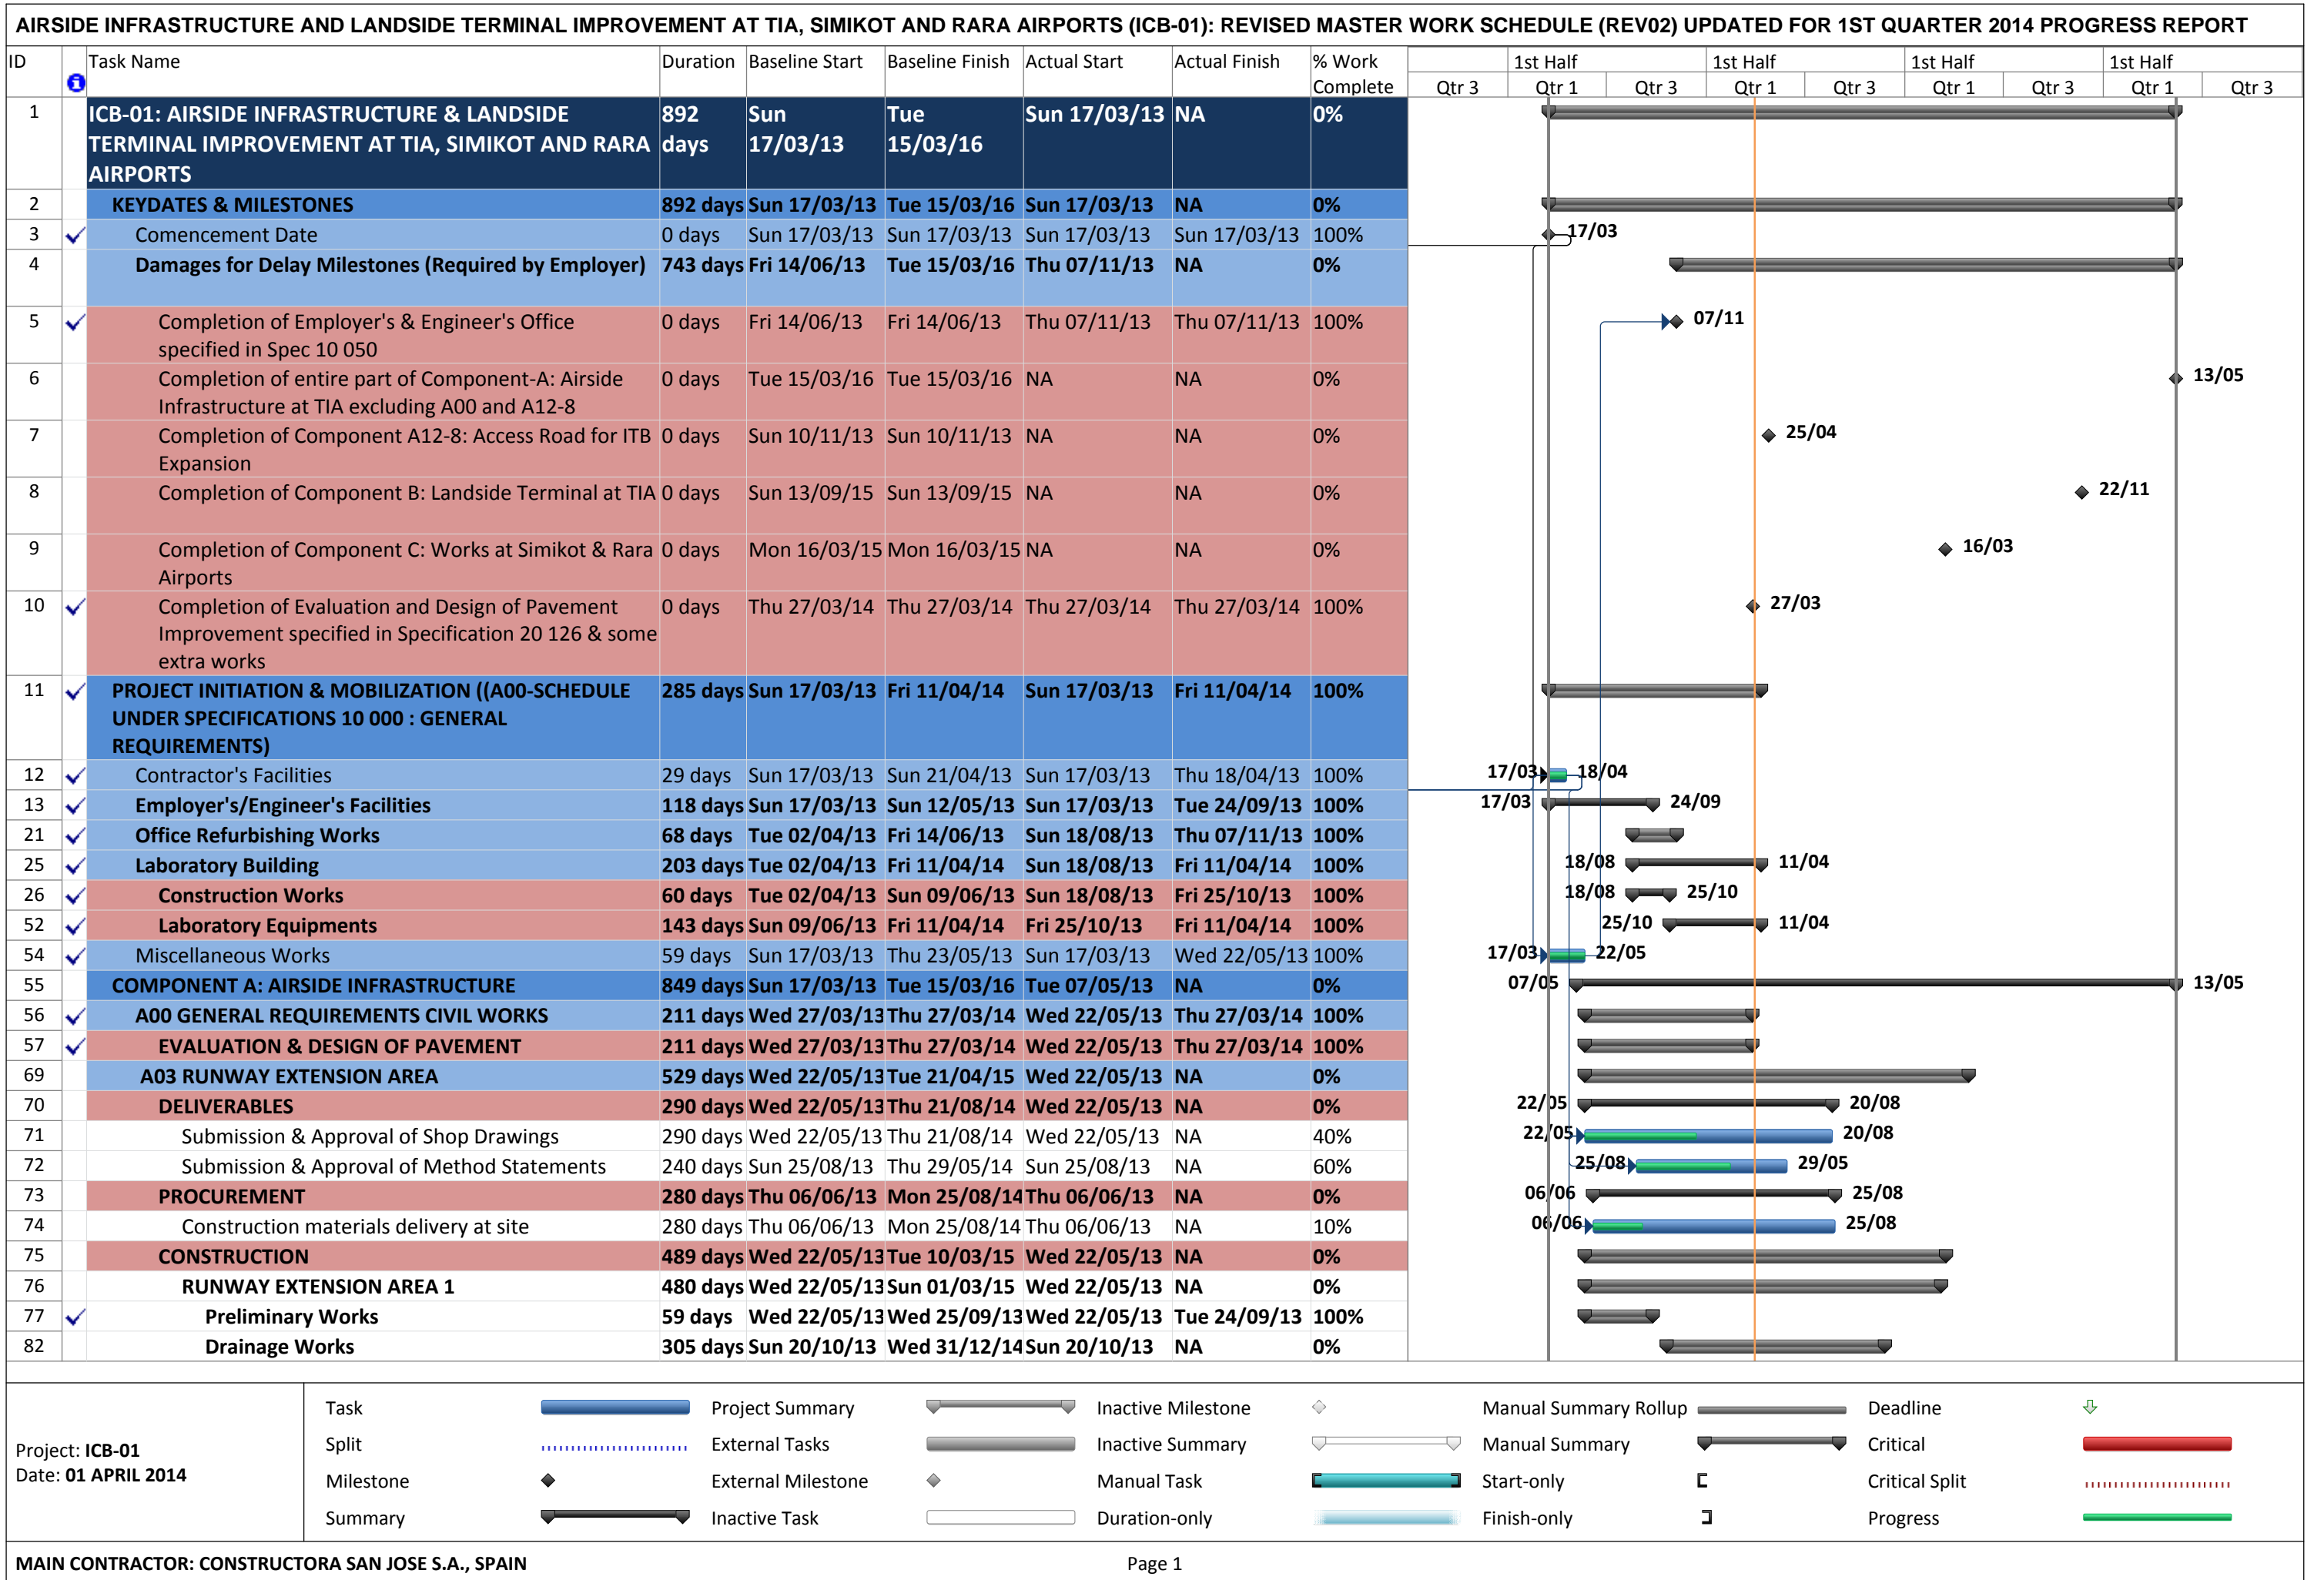 AIRSIDE INFRASTRUCTURE AND LANDSIDE TERMINAL IMPROVEMENT AT TIA, SIMIKOT AND RARA AIRPORTS (ICB-01): REVISED MASTER WORK SCHEDULE (REV02) UPDATED FOR 1ST QUARTER 2014 PROGRESS REPORT
ID Task Name Duration Baseline Start Baseline Finish Actual Start Actual Finish % Work Complete
1st Half 1st Half 1st Half 1st Half
Qtr 3 Qtr 1 Qtr 3 Qtr 1 Qtr 3 Qtr 1 Qtr 3 Qtr 1 Qtr 3
1 ICB-01: AIRSIDE INFRASTRUCTURE & LANDSIDE 892 Sun Tue Sun 17/03/13 NA 0%
TERMINAL IMPROVEMENT AT TIA, SIMIKOT AND RARA days 17/03/13 15/03/16
AIRPORTS
2 KEYDATES & MILESTONES 892 days Sun 17/03/13 Tue 15/03/16 Sun 17/03/13 NA 0%
3 Comencement Date 0 days Sun 17/03/13 Sun 17/03/13 Sun 17/03/13 Sun 17/03/13 100% 17/03
4 Damages for Delay Milestones (Required by Employer) 743 days Fri 14/06/13 Tue 15/03/16 Thu 07/11/13 NA 0%
5 Completion of Employer's & Engineer's Office 0 days Fri 14/06/13 Fri 14/06/13 Thu 07/11/13 Thu 07/11/13 100% 07/11
specified in Spec 10 050
6 Completion of entire part of Component-A: Airside 0 days Tue 15/03/16 Tue 15/03/16 NA NA 0% 13/05
Infrastructure at TIA excluding A00 and A12-8
7 Completion of Component A12-8: Access Road for ITB 0 days Sun 10/11/13 Sun 10/11/13 NA NA 0% 25/04
Expansion
8 Completion of Component B: Landside Terminal at TIA 0 days Sun 13/09/15 Sun 13/09/15 NA NA 0% 22/11
9 Completion of Component C: Works at Simikot & Rara 0 days Mon 16/03/15 Mon 16/03/15 NA NA 0% 16/03
Airports
10 Completion of Evaluation and Design of Pavement 0 days Thu 27/03/14 Thu 27/03/14 Thu 27/03/14 Thu 27/03/14 100% 27/03
Improvement specified in Specification 20 126 & some
extra works
11 PROJECT INITIATION & MOBILIZATION ((A00-SCHEDULE 285 days Sun 17/03/13 Fri 11/04/14 Sun 17/03/13 Fri 11/04/14 100%
UNDER SPECIFICATIONS 10 000 : GENERAL
REQUIREMENTS)
12 Contractor's Facilities 29 days Sun 17/03/13 Sun 21/04/13 Sun 17/03/13 Thu 18/04/13 100% 17/03 18/04
13 Employer's/Engineer's Facilities 118 days Sun 17/03/13 Sun 12/05/13 Sun 17/03/13 Tue 24/09/13 100% 17/03 24/09
21 Office Refurbishing Works 68 days Tue 02/04/13 Fri 14/06/13 Sun 18/08/13 Thu 07/11/13 100%
25 Laboratory Building 203 days Tue 02/04/13 Fri 11/04/14 Sun 18/08/13 Fri 11/04/14 100% 18/08 11/04
26 Construction Works 60 days Tue 02/04/13 Sun 09/06/13 Sun 18/08/13 Fri 25/10/13 100% 18/08 25/10
52 Laboratory Equipments 143 days Sun 09/06/13 Fri 11/04/14 Fri 25/10/13 Fri 11/04/14 100% 25/10 11/04
54 Miscellaneous Works 59 days Sun 17/03/13 Thu 23/05/13 Sun 17/03/13 Wed 22/05/13 100% 17/03 22/05
55 COMPONENT A: AIRSIDE INFRASTRUCTURE 849 days Sun 17/03/13 Tue 15/03/16 Tue 07/05/13 NA 0% 07/05 13/05
56 A00 GENERAL REQUIREMENTS CIVIL WORKS 211 days Wed 27/03/13 Thu 27/03/14 Wed 22/05/13 Thu 27/03/14 100%
57 EVALUATION & DESIGN OF PAVEMENT 211 days Wed 27/03/13 Thu 27/03/14 Wed 22/05/13 Thu 27/03/14 100%
69 A03 RUNWAY EXTENSION AREA 529 days Wed 22/05/13 Tue 21/04/15 Wed 22/05/13 NA 0%
70 DELIVERABLES 290 days Wed 22/05/13 Thu 21/08/14 Wed 22/05/13 NA 0% 22/05 20/08
71 Submission & Approval of Shop Drawings 290 days Wed 22/05/13 Thu 21/08/14 Wed 22/05/13 NA 40% 22/05 20/08
72 Submission & Approval of Method Statements 240 days Sun 25/08/13 Thu 29/05/14 Sun 25/08/13 NA 60% 25/08 29/05
73 PROCUREMENT 280 days Thu 06/06/13 Mon 25/08/14 Thu 06/06/13 NA 0% 06/06 25/08
74 Construction materials delivery at site 280 days Thu 06/06/13 Mon 25/08/14 Thu 06/06/13 NA 10% 06/06 25/08
75 CONSTRUCTION 489 days Wed 22/05/13 Tue 10/03/15 Wed 22/05/13 NA 0%
76 RUNWAY EXTENSION AREA 1 480 days Wed 22/05/13 Sun 01/03/15 Wed 22/05/13 NA 0%
77 Preliminary Works 59 days Wed 22/05/13 Wed 25/09/13 Wed 22/05/13 Tue 24/09/13 100%
82 Drainage Works 305 days Sun 20/10/13 Wed 31/12/14 Sun 20/10/13 NA 0%
Project: ICB-01
Date: 01 APRIL 2014
Task Project Summary Inactive Milestone Manual Summary Rollup Deadline
Split External Tasks Inactive Summary Manual Summary Critical
Milestone External Milestone Manual Task Start-only Critical Split
Summary Inactive Task Duration-only Finish-only Progress
MAIN CONTRACTOR: CONSTRUCTORA SAN JOSE S.A., SPAIN Page 1